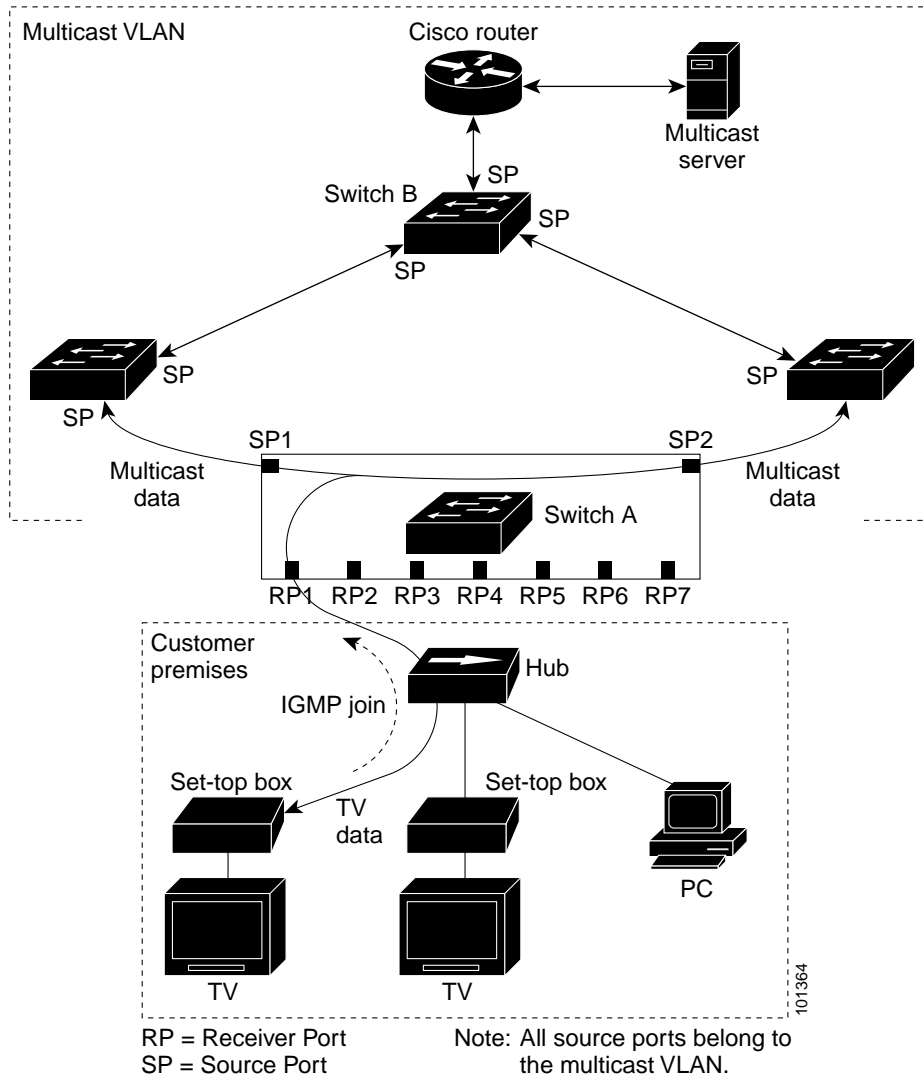 Multicast VLAN
Cisco router
Multicast
server
SP
Switch B
SP
SP
SP
SP
SP
SP1
SP2
Multicast
data
Multicast
data
Switch A
RP1 RP2 RP3 RP4 RP5 RP6 RP7
Customer
premises
Hub
IGMP join
Set-top box
Set-top box
TV
data
PC
TV
TV
101364
RP = Receiver Port
SP = Source Port
Note: All source ports belong to
the multicast VLAN.